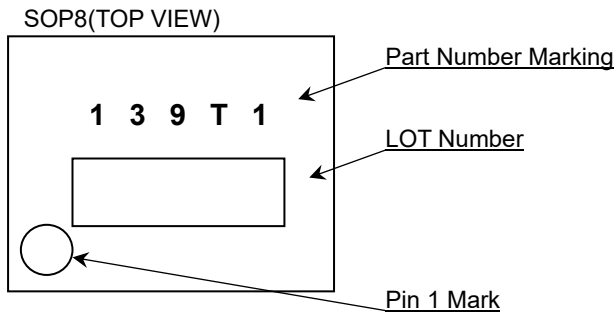 SOP8(TOP VIEW)
Part Number Marking
1 3 9 T 1
LOT Number
Pin 1 Mark